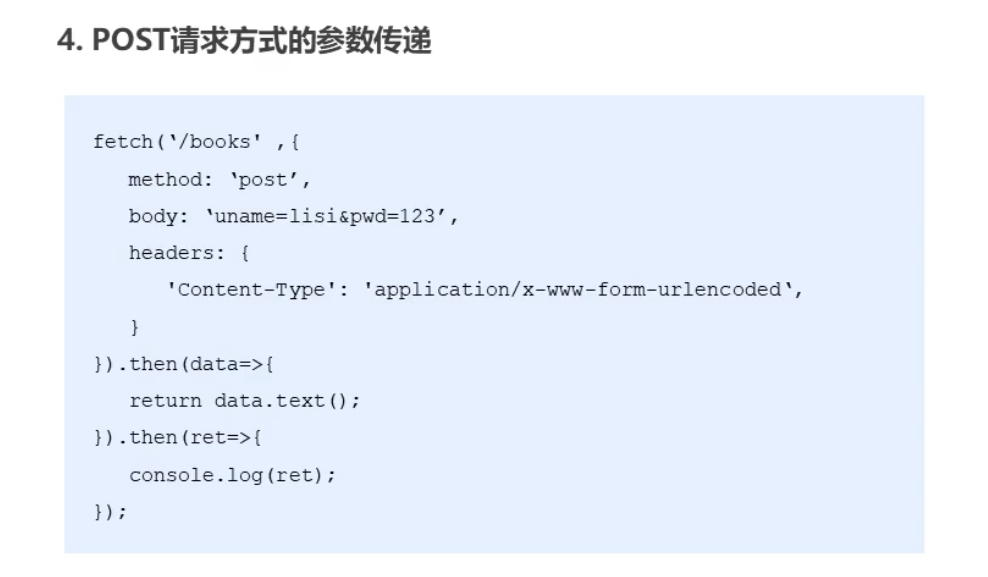 4. POST请求方式的参数传递
fetch(‘/books' ,{
method: ‘post’,
body: ‘uname=lisi&pwd=123’,
headers: {
'Content-Type': 'application/x-www-form-urlencoded‘,
}
}).then(data=>{
return data.text();
}).then(ret=>{
console.log(ret);
});